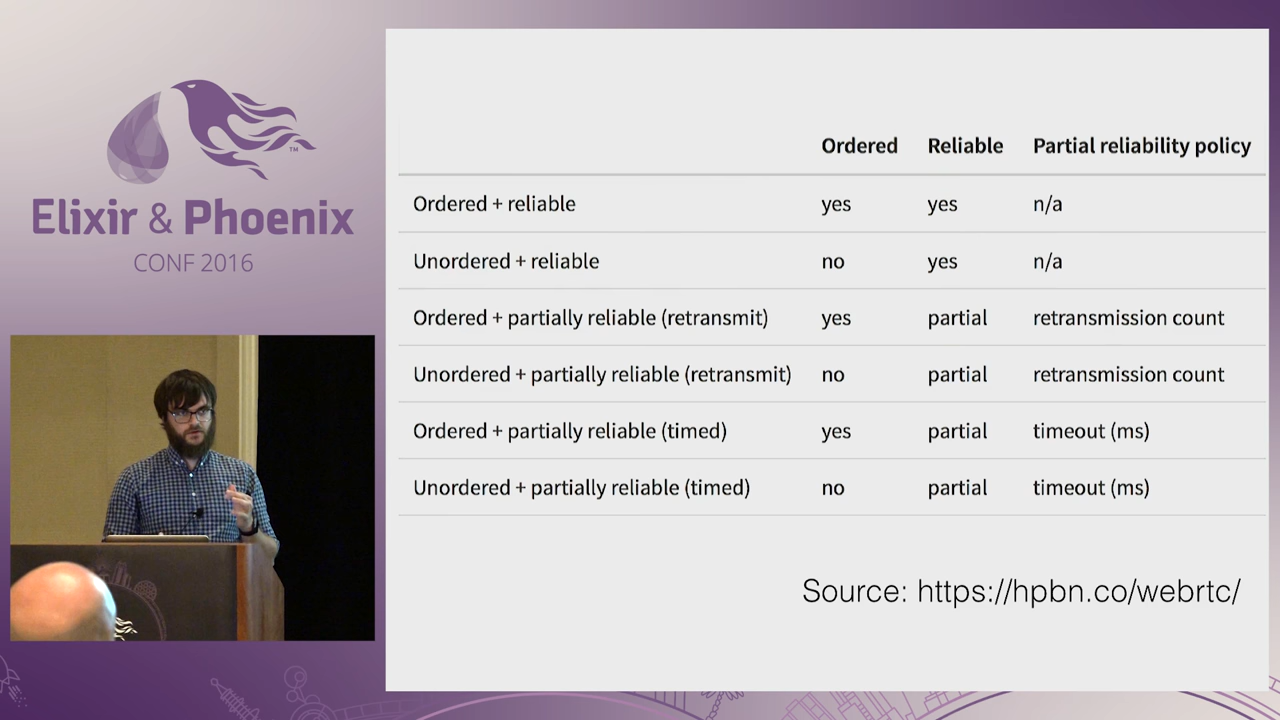 Elixir & Phoenix
TM
CONF 2016
Ordered Reliable Partial reliability policy
Ordered + reliable yes yes n/a
Unordered + reliable no yes n/a
Ordered + partially reliable (retransmit) yes partial retransmission count
Unordered + partially reliable (retransmit) no partial retransmission count
Ordered + partially reliable (timed) yes partial timeout (ms)
Unordered + partially reliable (timed) no partial timeout (ms)
Source: https://hpbn.co/webrtc/